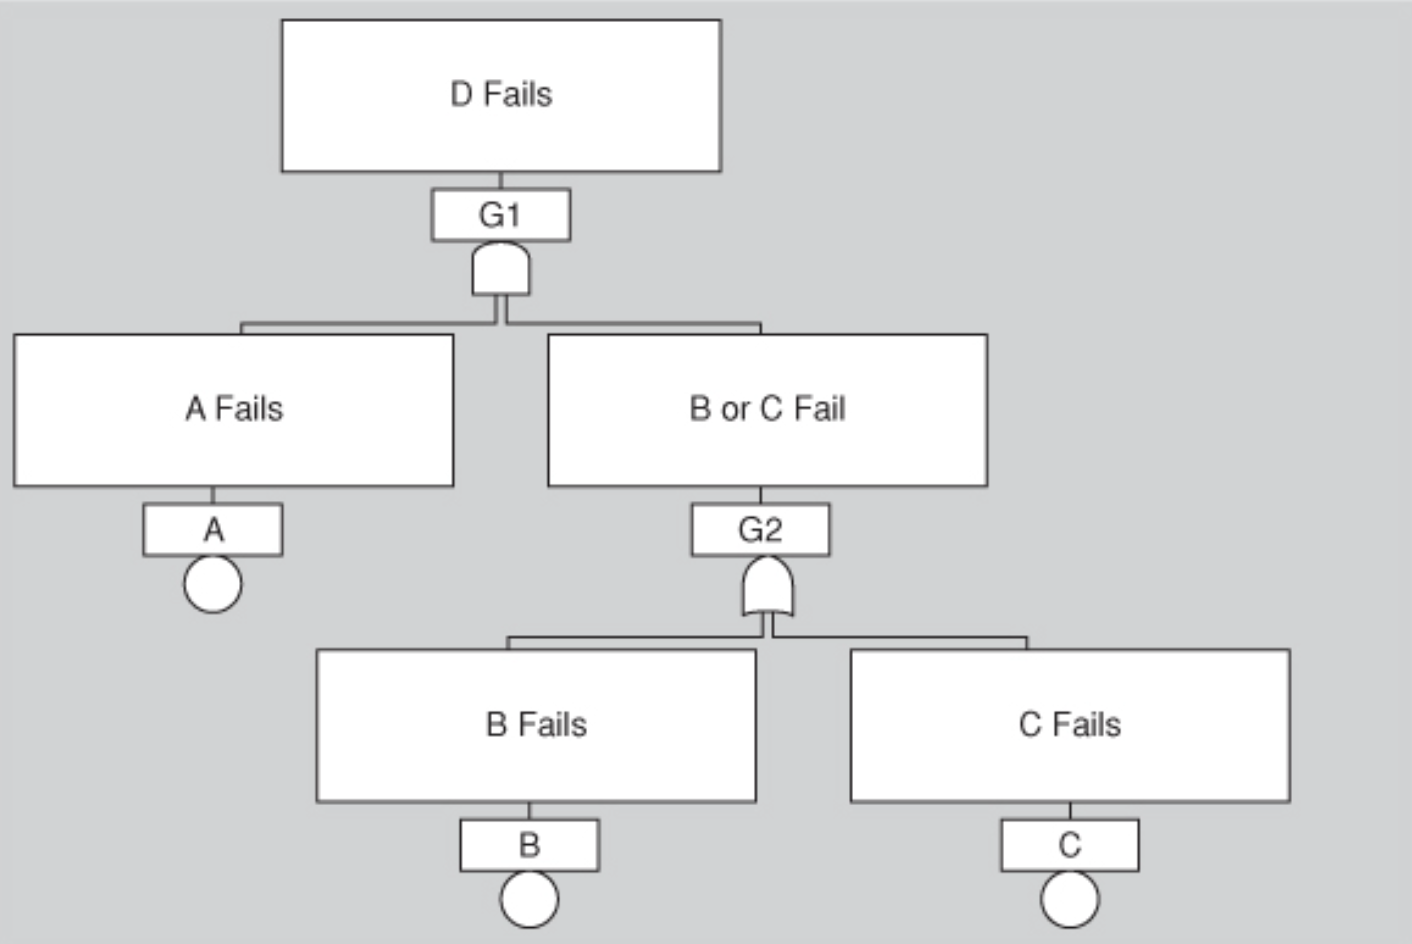 D Fails
G1
A Fails
B or C Fail
A
G2
B Fails
C Fails
B
C